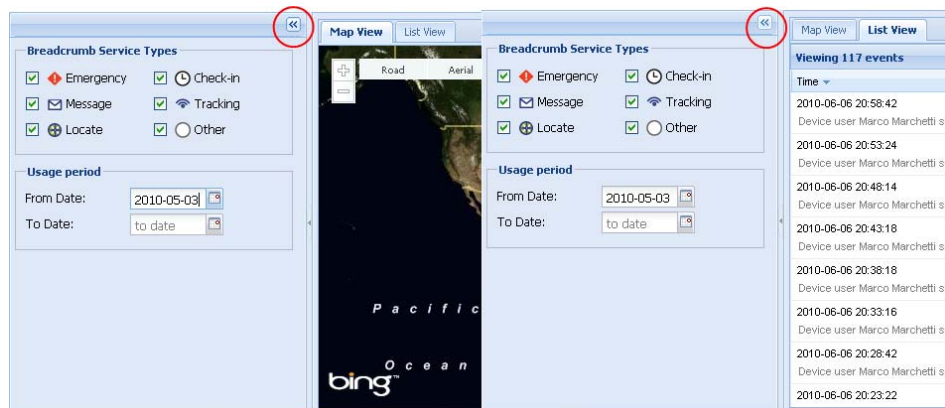 «
Breadcrumb Service Types
Emergency Check-in
Message Tracking
Locate Other
Usage period
From Date: 2010-05-03
To Date: to date
Map View List View
Road Aerial
Pacific
Ocean
bing™
«
Breadcrumb Service Types
Emergency Check-in
Message Tracking
Locate Other
Usage period
From Date: 2010-05-03
To Date: to date
Map View List View
Viewing 117 events
Time
2010-06-06 20:58:42
Device user Marco Marchetti s
2010-06-06 20:53:24
Device user Marco Marchetti s
2010-06-06 20:48:14
Device user Marco Marchetti s
2010-06-06 20:43:18
Device user Marco Marchetti s
2010-06-06 20:38:18
Device user Marco Marchetti s
2010-06-06 20:33:16
Device user Marco Marchetti s
2010-06-06 20:28:42
Device user Marco Marchetti s
2010-06-06 20:23:22